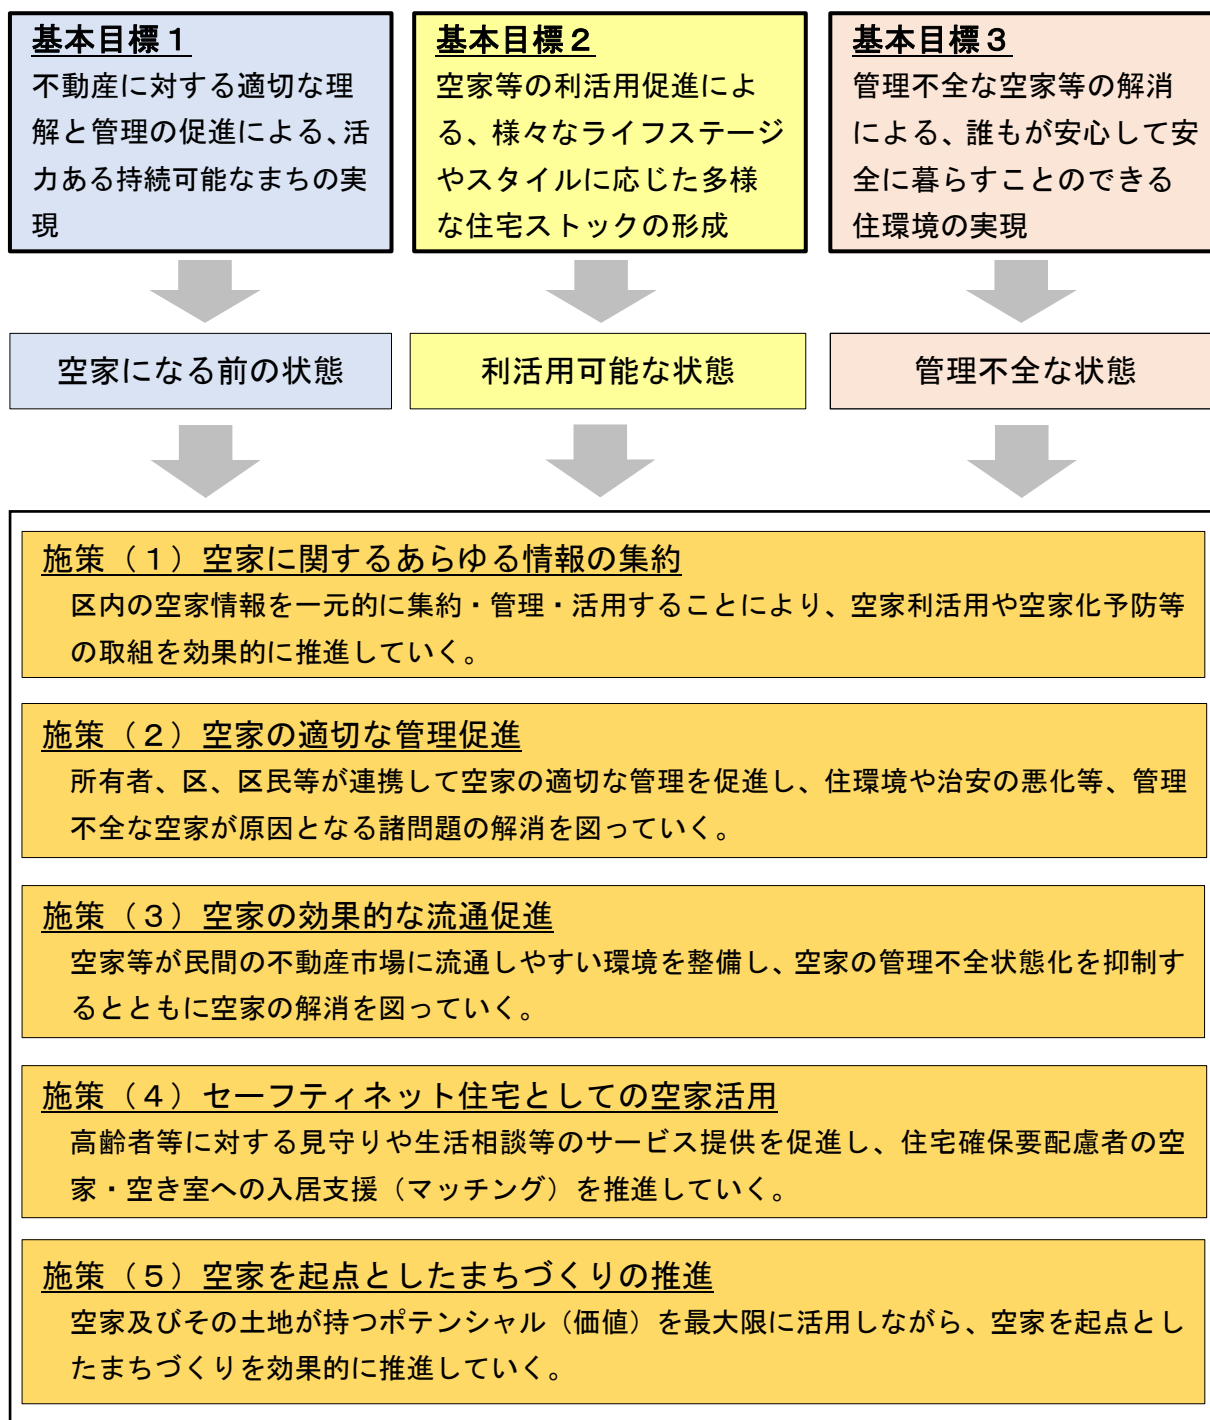 基本目標１
不動産に対する適切な理
解と管理の促進による、活
力ある持続可能なまちの実
現
基本目標２
空家等の利活用促進によ
る、様々なライフステージ
やスタイルに応じた多様
な住宅ストックの形成
基本目標３
管理不全な空家等の解消
による、誰もが安心して安
全に暮らすことのできる
住環境の実現
空家になる前の状態
利活用可能な状態
管理不全な状態
施策（１）空家に関するあらゆる情報の集約
区内の空家情報を一元的に集約・管理・活用することにより、空家利活用や空家化予防等
の取組を効果的に推進していく。
施策（２）空家の適切な管理促進
所有者、区、区民等が連携して空家の適切な管理を促進し、住環境や治安の悪化等、管理
不全な空家が原因となる諸問題の解消を図っていく。
施策（３）空家の効果的な流通促進
空家等が民間の不動産市場に流通しやすい環境を整備し、空家の管理不全状態化を抑制す
るとともに空家の解消を図っていく。
施策（４）セーフティネット住宅としての空家活用
高齢者等に対する見守りや生活相談等のサービス提供を促進し、住宅確保要配慮者の空
家・空き室への入居支援（マッチング）を推進していく。
施策（５）空家を起点としたまちづくりの推進
空家及びその土地が持つポテンシャル（価値）を最大限に活用しながら、空家を起点とし
たまちづくりを効果的に推進していく。